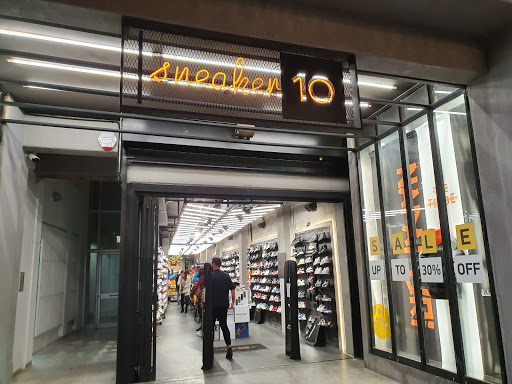 sneaker 10
SALE
UP TO 30% OFF